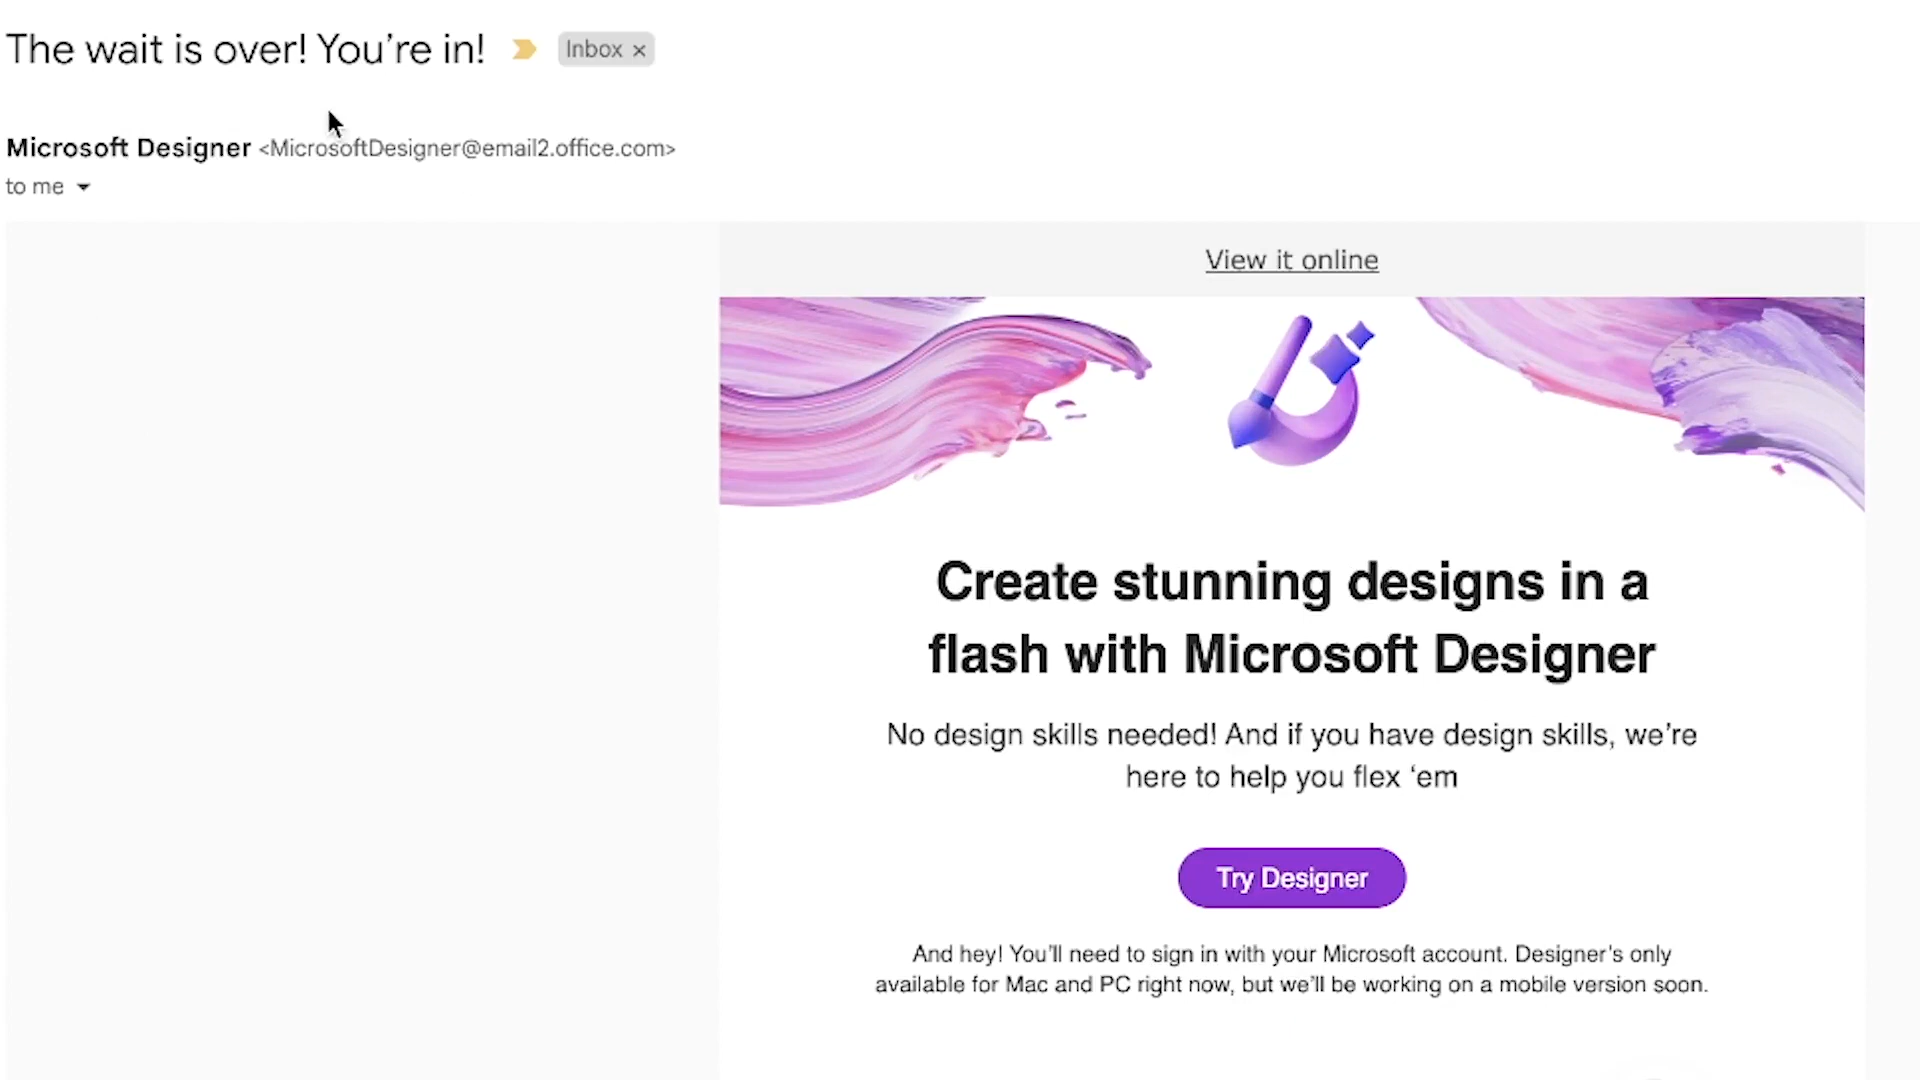 The wait is over! You’re in!
Inbox ×
Microsoft Designer <MicrosoftDesigner@email2.office.com>
to me
View it online
Create stunning designs in a
flash with Microsoft Designer
No design skills needed! And if you have design skills, we’re
here to help you flex ‘em
Try Designer
And hey! You’ll need to sign in with your Microsoft account. Designer’s only
available for Mac and PC right now, but we’ll be working on a mobile version soon.